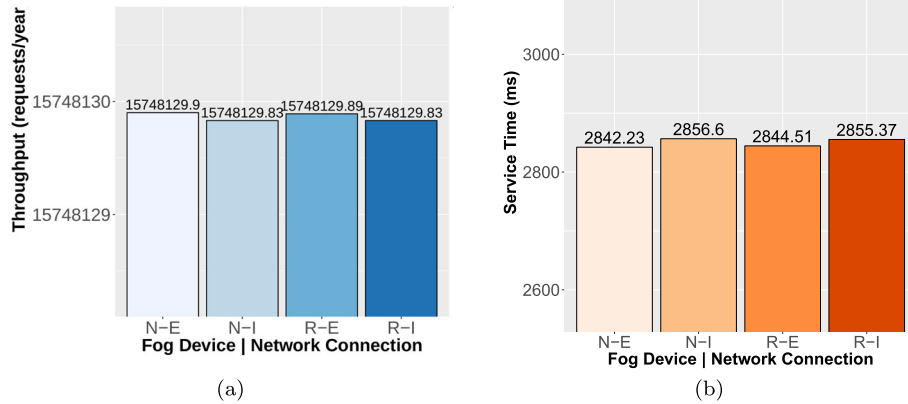 Throughput (requests/year
15748130
15748129
15748129.9
15748129.83
15748129.89
15748129.83
N−E N−I R−E R−I
Fog Device | Network Connection
(a)
Service Time (ms)
3000
2800
2600
2842.23
2856.6
2844.51
2855.37
N−E N−I R−E R−I
Fog Device | Network Connection
(b)